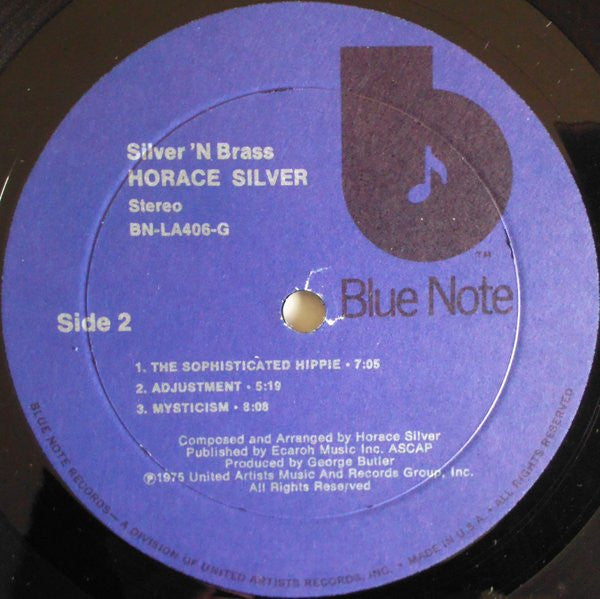 Silver 'N Brass
HORACE SILVER
Stereo
BN-LA406-G
TM
Blue Note
Side 2
1. THE SOPHISTICATED HIPPIE • 7:05
2. ADJUSTMENT • 5:19
3. MYSTICISM • 8:08
Composed and Arranged by Horace Silver
Published by Ecaroh Music Inc. ASCAP
Produced by George Butler
℗1975 United Artists Music And Records Group, Inc.
All Rights Reserved
BLUE NOTE RECORDS — A DIVISION OF UNITED ARTISTS RECORDS, INC. • MADE IN U.S.A. • ALL RIGHTS RESERVED